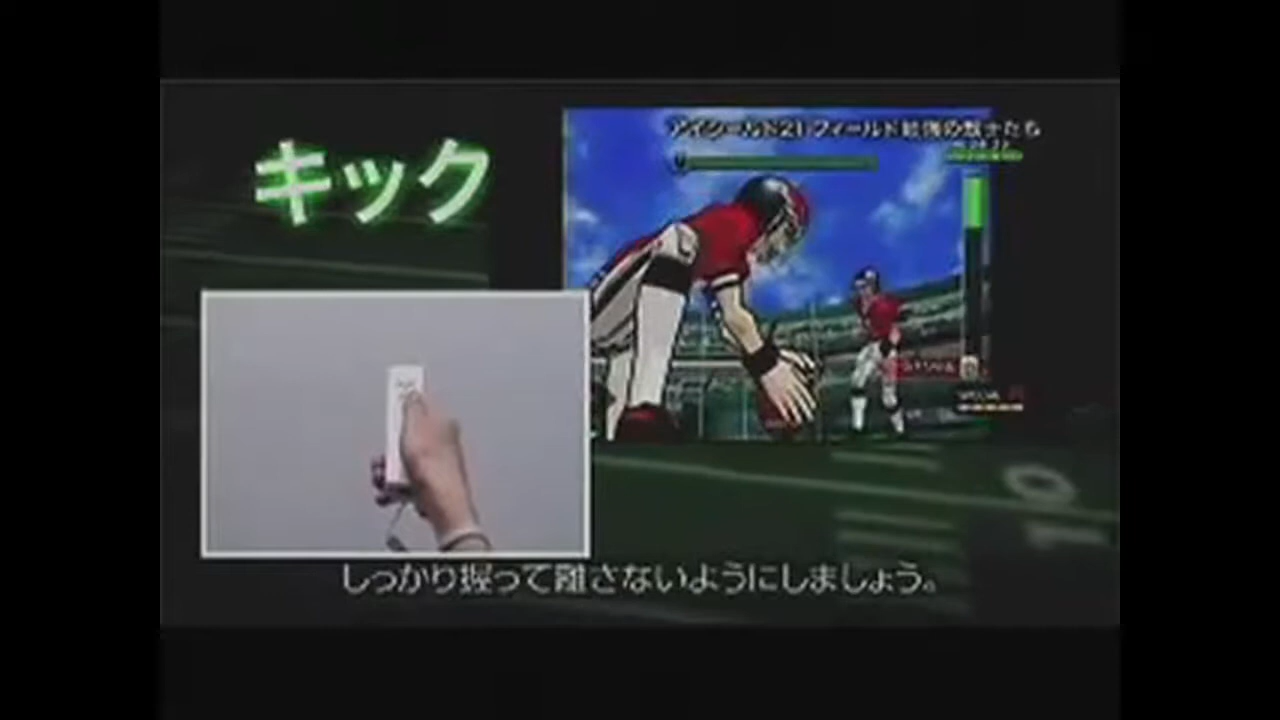 キック
アイシールド21 フィールド最強の戦士たち
しっかり握って離さないようにしましょう。